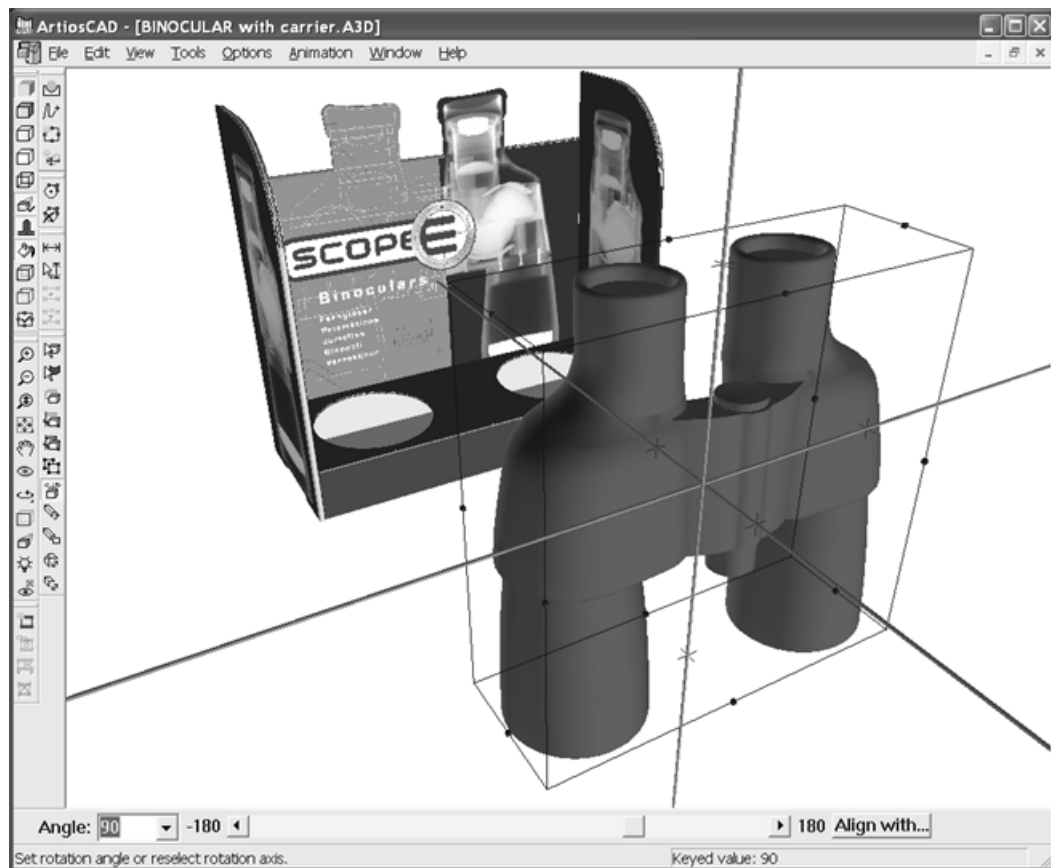 ArtiosCAD - [BINOCULAR with carrier.A3D]
File Edit View Tools Options Animation Window Help
SCOPE
Binoculars
Angle: 90 -180 180 Align with...
Set rotation angle or reselect rotation axis. Keyed value: 90